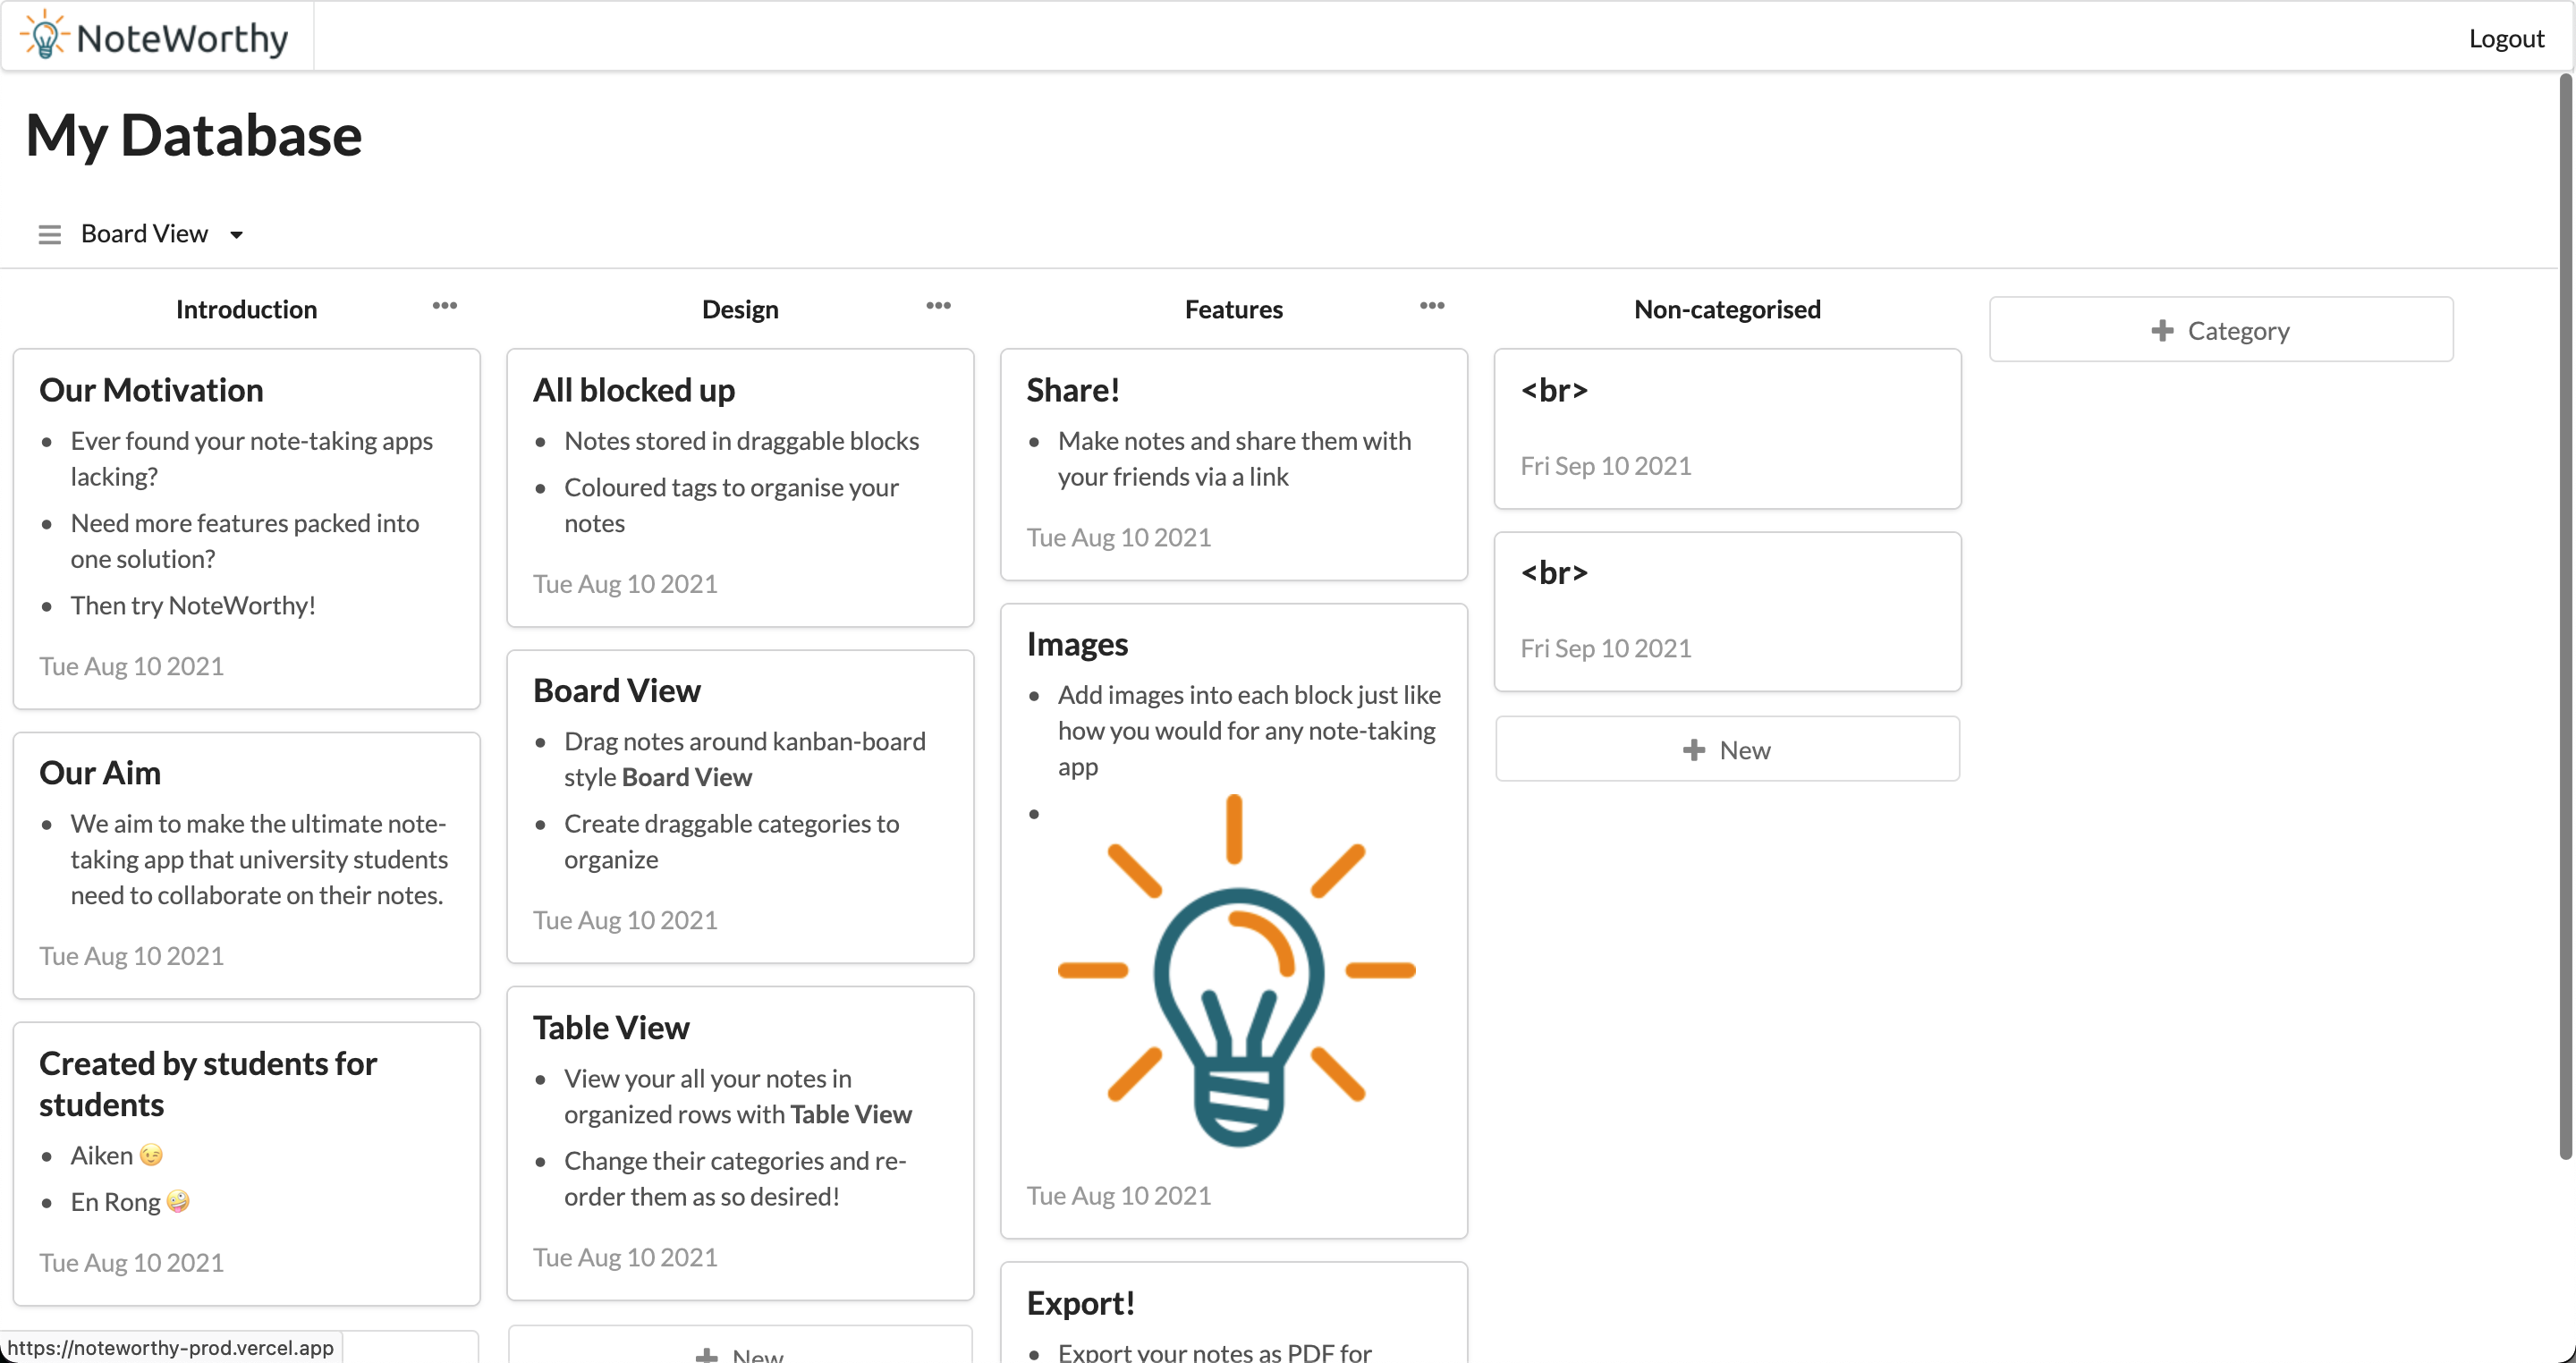 NoteWorthy
Logout
My Database
Board View
Introduction
Our Motivation
• Ever found your note-taking apps
lacking?
• Need more features packed into
one solution?
• Then try NoteWorthy!
Tue Aug 10 2021
Our Aim
• We aim to make the ultimate note-
taking app that university students
need to collaborate on their notes.
Tue Aug 10 2021
Created by students for
students
• Aiken 😉
• En Rong 🤪
Tue Aug 10 2021
Design
All blocked up
• Notes stored in draggable blocks
• Coloured tags to organise your
notes
Tue Aug 10 2021
Board View
• Drag notes around kanban-board
style Board View
• Create draggable categories to
organize
Tue Aug 10 2021
Table View
• View your all your notes in
organized rows with Table View
• Change their categories and re-
order them as so desired!
Tue Aug 10 2021
New
Features
Share!
• Make notes and share them with
your friends via a link
Tue Aug 10 2021
Images
• Add images into each block just like
how you would for any note-taking
app
•
Tue Aug 10 2021
Export!
• Export your notes as PDF for
Non-categorised
<br>
Fri Sep 10 2021
<br>
Fri Sep 10 2021
New
Category
https://noteworthy-prod.vercel.app